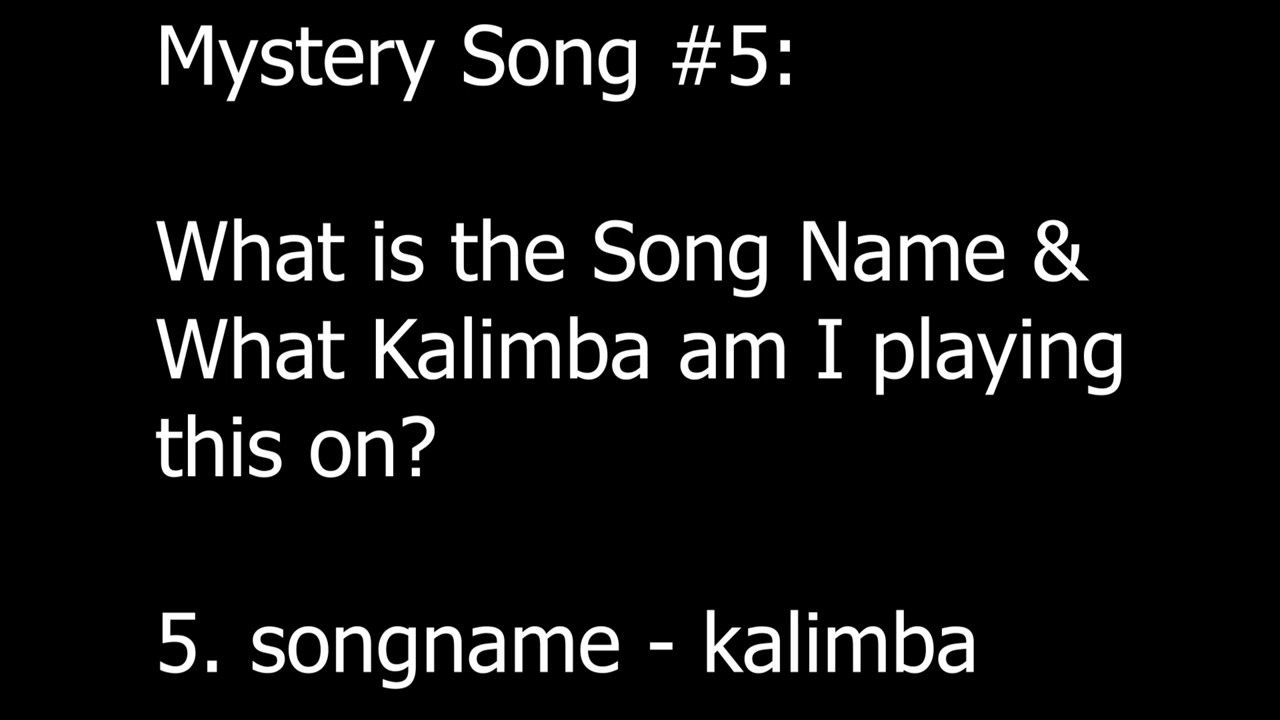 Mystery Song #5:
What is the Song Name &
What Kalimba am I playing
this on?
5. songname - kalimba